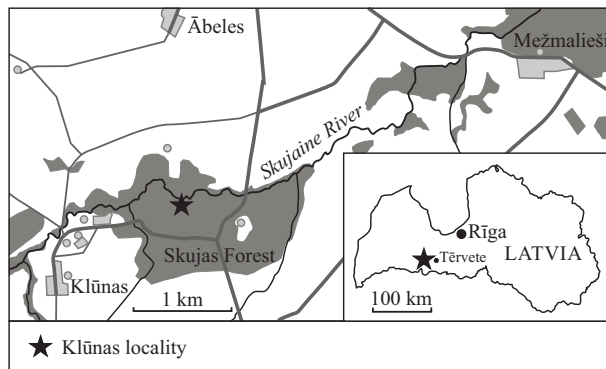 Ābeles
Mežmalieši
Skujaine River
Rīga
LATVIA
Tērvete
Skujas Forest
Klūnas
1 km
100 km
Klūnas locality